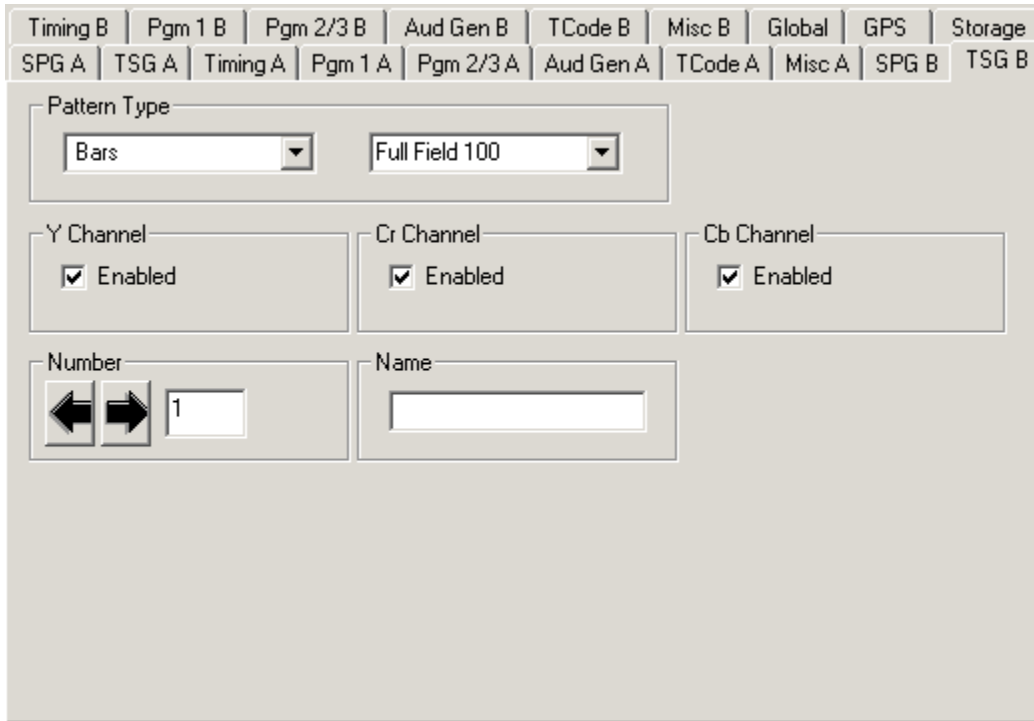 Timing B Pgm 1 B Pgm 2/3 B Aud Gen B TCode B Misc B Global GPS Storage
SPG A TSG A Timing A Pgm 1 A Pgm 2/3 A Aud Gen A TCode A Misc A SPG B TSG B
Pattern Type
Bars Full Field 100
Y Channel Cr Channel Cb Channel
Enabled Enabled Enabled
Number Name
1